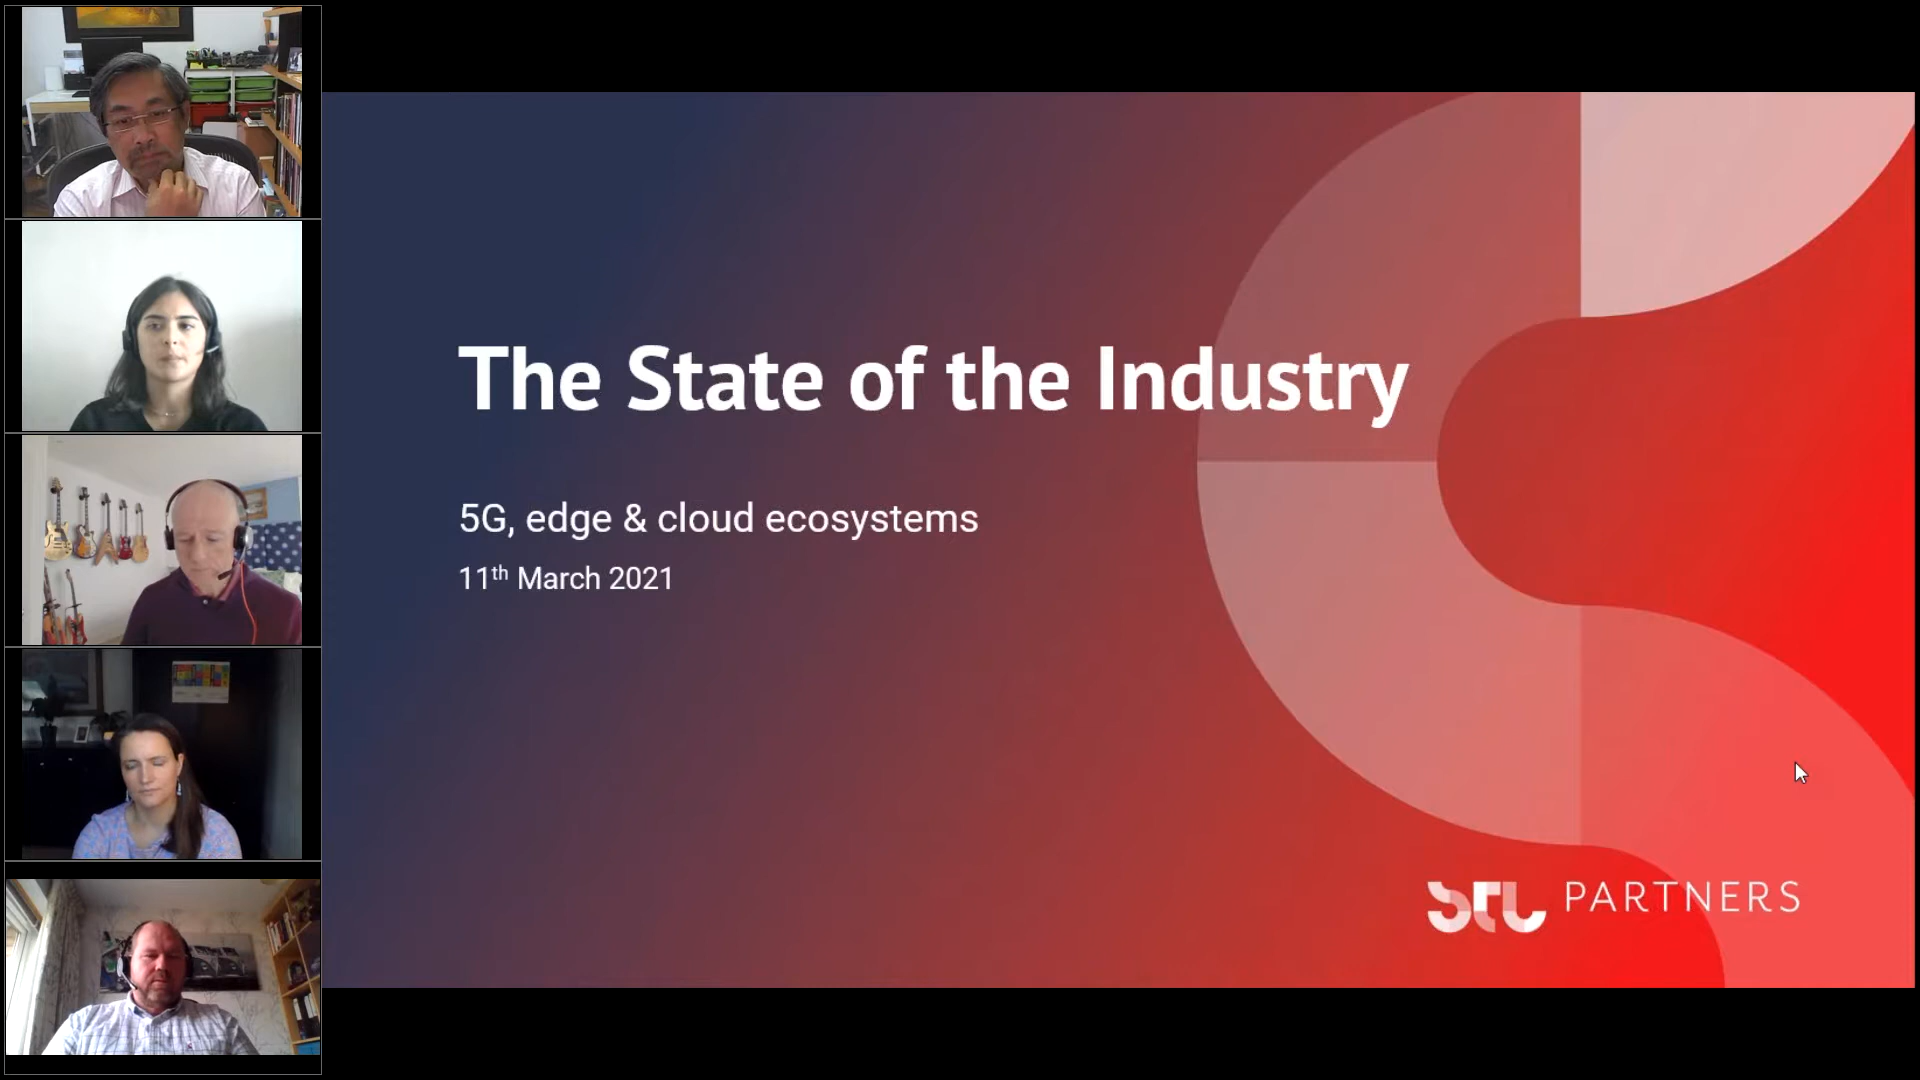 The State of the Industry
5G, edge & cloud ecosystems
11th March 2021
STL PARTNERS